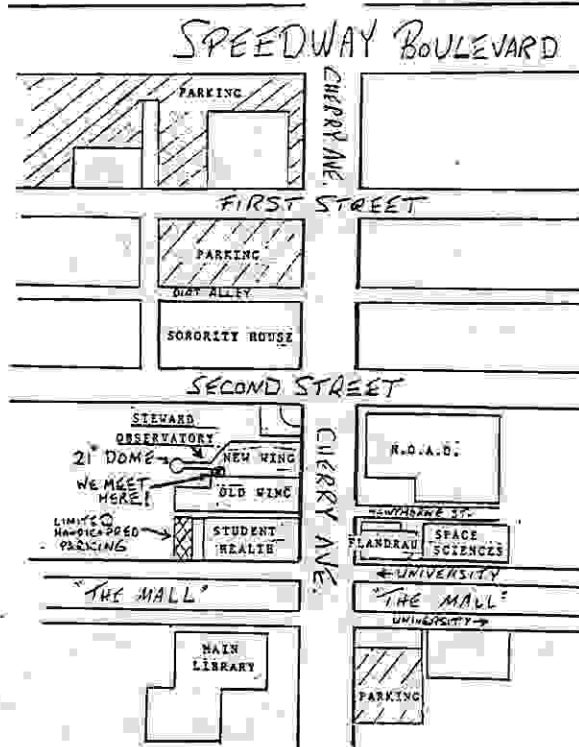 SPEEDWAY BOULEVARD
PARKING
CHERRY AVE.
FIRST STREET
PARKING
DIRT ALLEY
SORORITY HOUSE
SECOND STREET
STEWARD
OBSERVATORY
21" DOME
NEW WING
WE MEET
HERE!
OLD WING
CHERRY AVE.
N.O.A.O.
HAWTHORNE ST.
LIMITED
HANDICAPPED
PARKING
STUDENT
HEALTH
FLANDRAU
SPACE
SCIENCES
←UNIVERSITY
"THE MALL"
"THE MALL"
UNIVERSITY→
MAIN
LIBRARY
PARKING